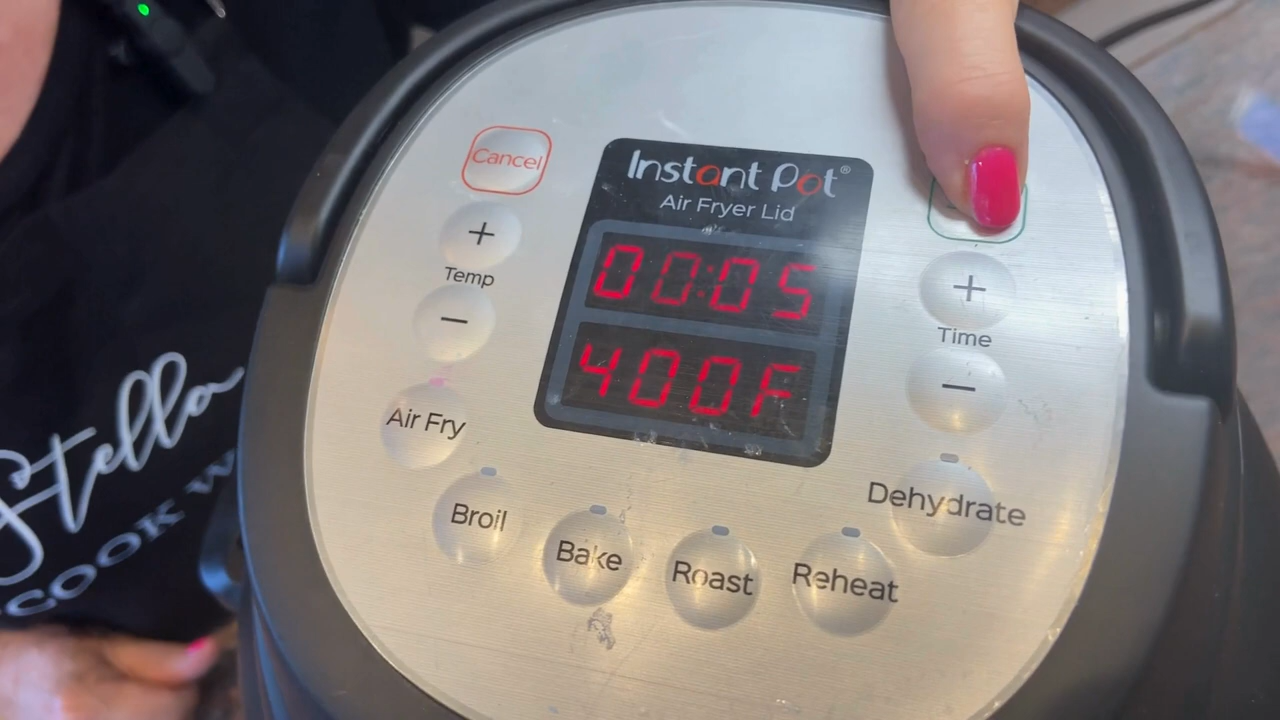 Cancel
+
Temp
−
Air Fry
Broil
Bake
Roast
Reheat
Dehydrate
Instant Pot®
Air Fryer Lid
00:05
400F
+
Time
−
Stella
COOK W